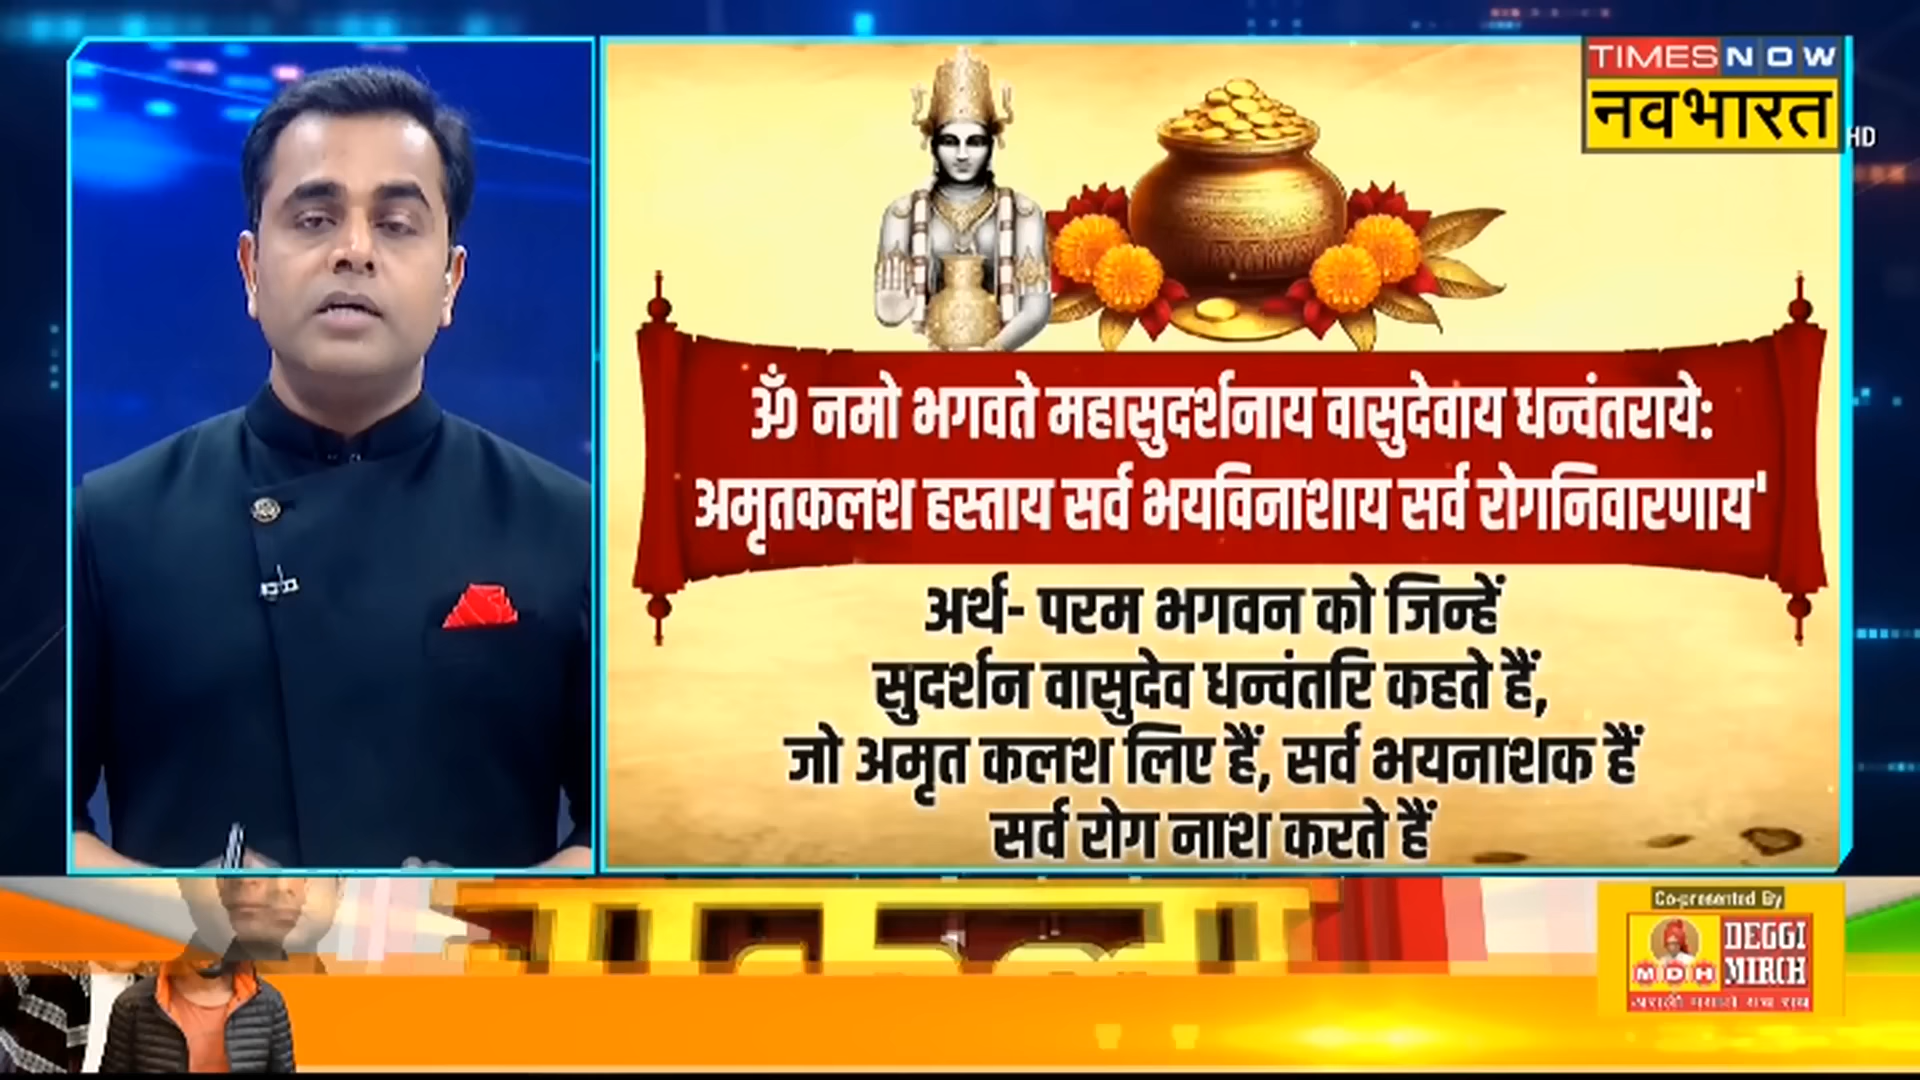 TIMES NOW
नवभारत
HD
ॐ नमो भगवते महासुदर्शनाय वासुदेवाय धन्वंतराये:
अमृतकलश हस्ताय सर्व भयविनाशाय सर्व रोगनिवारणाय'
अर्थ- परम भगवन को जिन्हें
सुदर्शन वासुदेव धन्वंतरि कहते हैं,
जो अमृत कलश लिए हैं, सर्व भयनाशक हैं
सर्व रोग नाश करते हैं
Co-presented By
DEGGI
MDH MIRCH